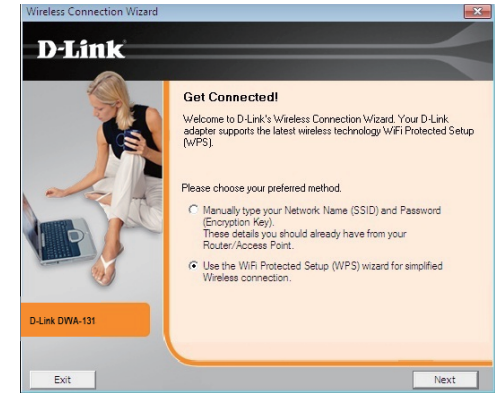 Wireless Connection Wizard
D-Link
Get Connected!
Welcome to D-Link's Wireless Connection Wizard. Your D-Link
adapter supports the latest wireless technology WiFi Protected Setup
(WPS).
Please choose your preferred method.
Manually type your Network Name (SSID) and Password
(Encryption Key).
These details you should already have from your
Router/Access Point.
Use the WiFi Protected Setup (WPS) wizard for simplified
Wireless connection.
D-Link DWA-131
Exit
Next